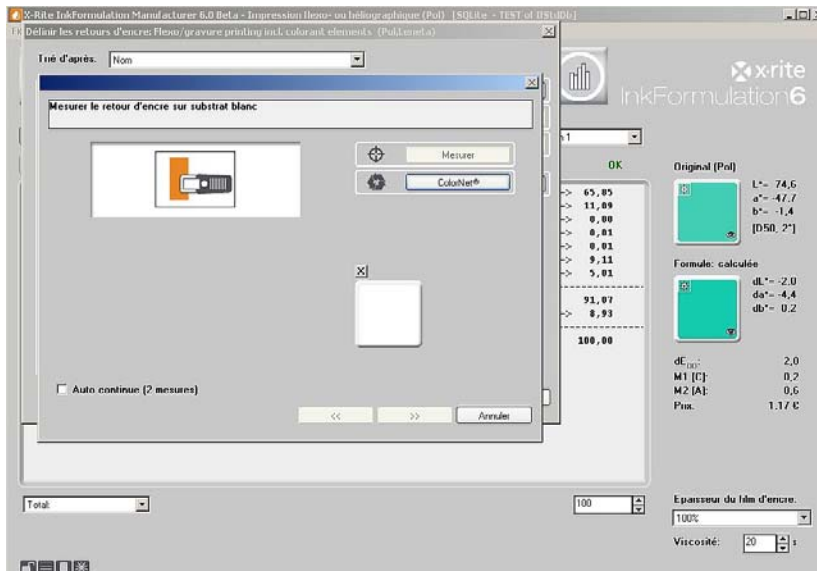 X-Rite InkFormulation Manufacturer 6.0 Beta - Impression flexo- ou héliographique (Pol) [SQLite - TEST of IFStdDb]
Définir les retours d'encre: Flexo/gravure printing incl. colorant elements (Pol,Leneta)
Trié d'après: Nom
Mesurer le retour d'encre sur substrat blanc
Mesurer
ColorNet®
Auto continue (2 mesures)
<< >> Annuler
x·rite
InkFormulation6
OK
-> 65,05
-> 11,09
-> 0,00
-> 0,01
-> 0,01
-> 9,11
-> 5,01
91,07
-> 8,93
100,00
Original (Pol)
L*= 74,6
a*= -47,7
b*= -1,4
[D50, 2°]
Formule: calculée
dL*= -2,0
da*= -4,4
db*= 0,2
dE00: 2,0
M1 [C]: 0,2
M2 [A]: 0,6
Prix: 1.17 €
Total: 100
Epaisseur du film d'encre:
100%
Viscosité: 20 s